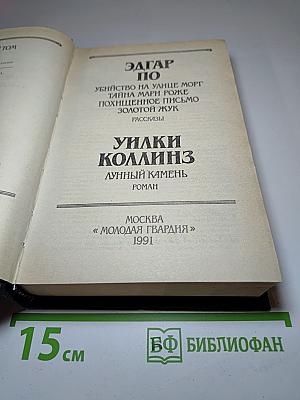 ТОМ
ЭДГАР
ПО
УБИЙСТВО НА УЛИЦЕ МОРГ
ТАЙНА МАРИ РОЖЕ
ПОХИЩЕННОЕ ПИСЬМО
ЗОЛОТОЙ ЖУК
РАССКАЗЫ
УИЛКИ
КОЛЛИНЗ
ЛУННЫЙ КАМЕНЬ
РОМАН
МОСКВА
« МОЛОДАЯ ГВАРДИЯ »
1991
15 см
БФ БИБЛИОФАН